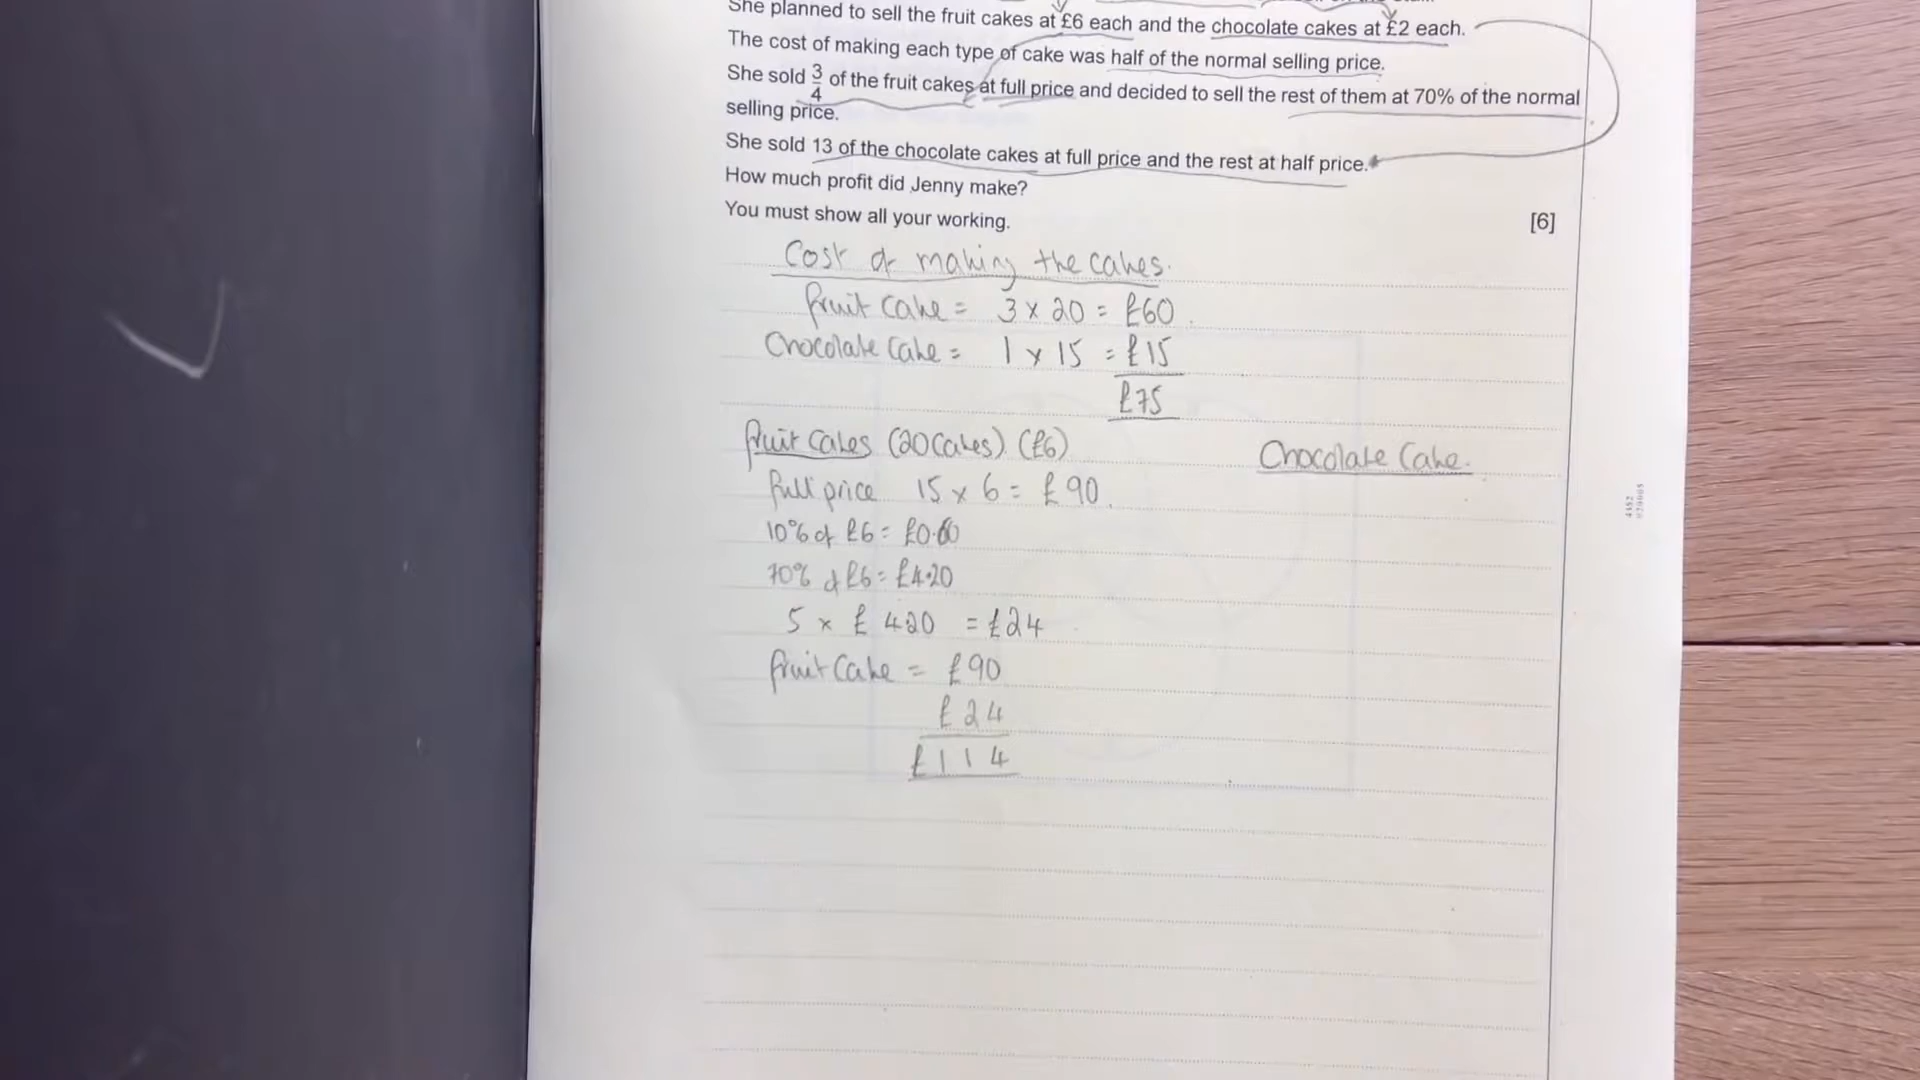 She planned to sell the fruit cakes at £6 each and the chocolate cakes at £2 each.
The cost of making each type of cake was half of the normal selling price.
She sold 3/4 of the fruit cakes at full price and decided to sell the rest of them at 70% of the normal
selling price.
She sold 13 of the chocolate cakes at full price and the rest at half price.
How much profit did Jenny make?
You must show all your working.
[6]
Cost of making the cakes.
fruit cake = 3 x 20 = £60.
Chocolate Cake = 1 x 15 = £15
£75
fruit cakes (20 cakes). (£6)
full price 15 x 6 = £90.
10% of £6 = £0.60
70% of £6 = £4.20
5 x £ 4.20 = £24
fruit Cake = £90
£24
£114
Chocolate Cake.